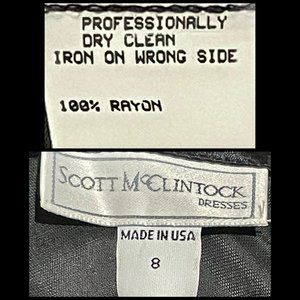 PROFESSIONALLY
DRY CLEAN
IRON ON WRONG SIDE
100% RAYON
SCOTT McCLINTOCK
DRESSES
MADE IN USA
8